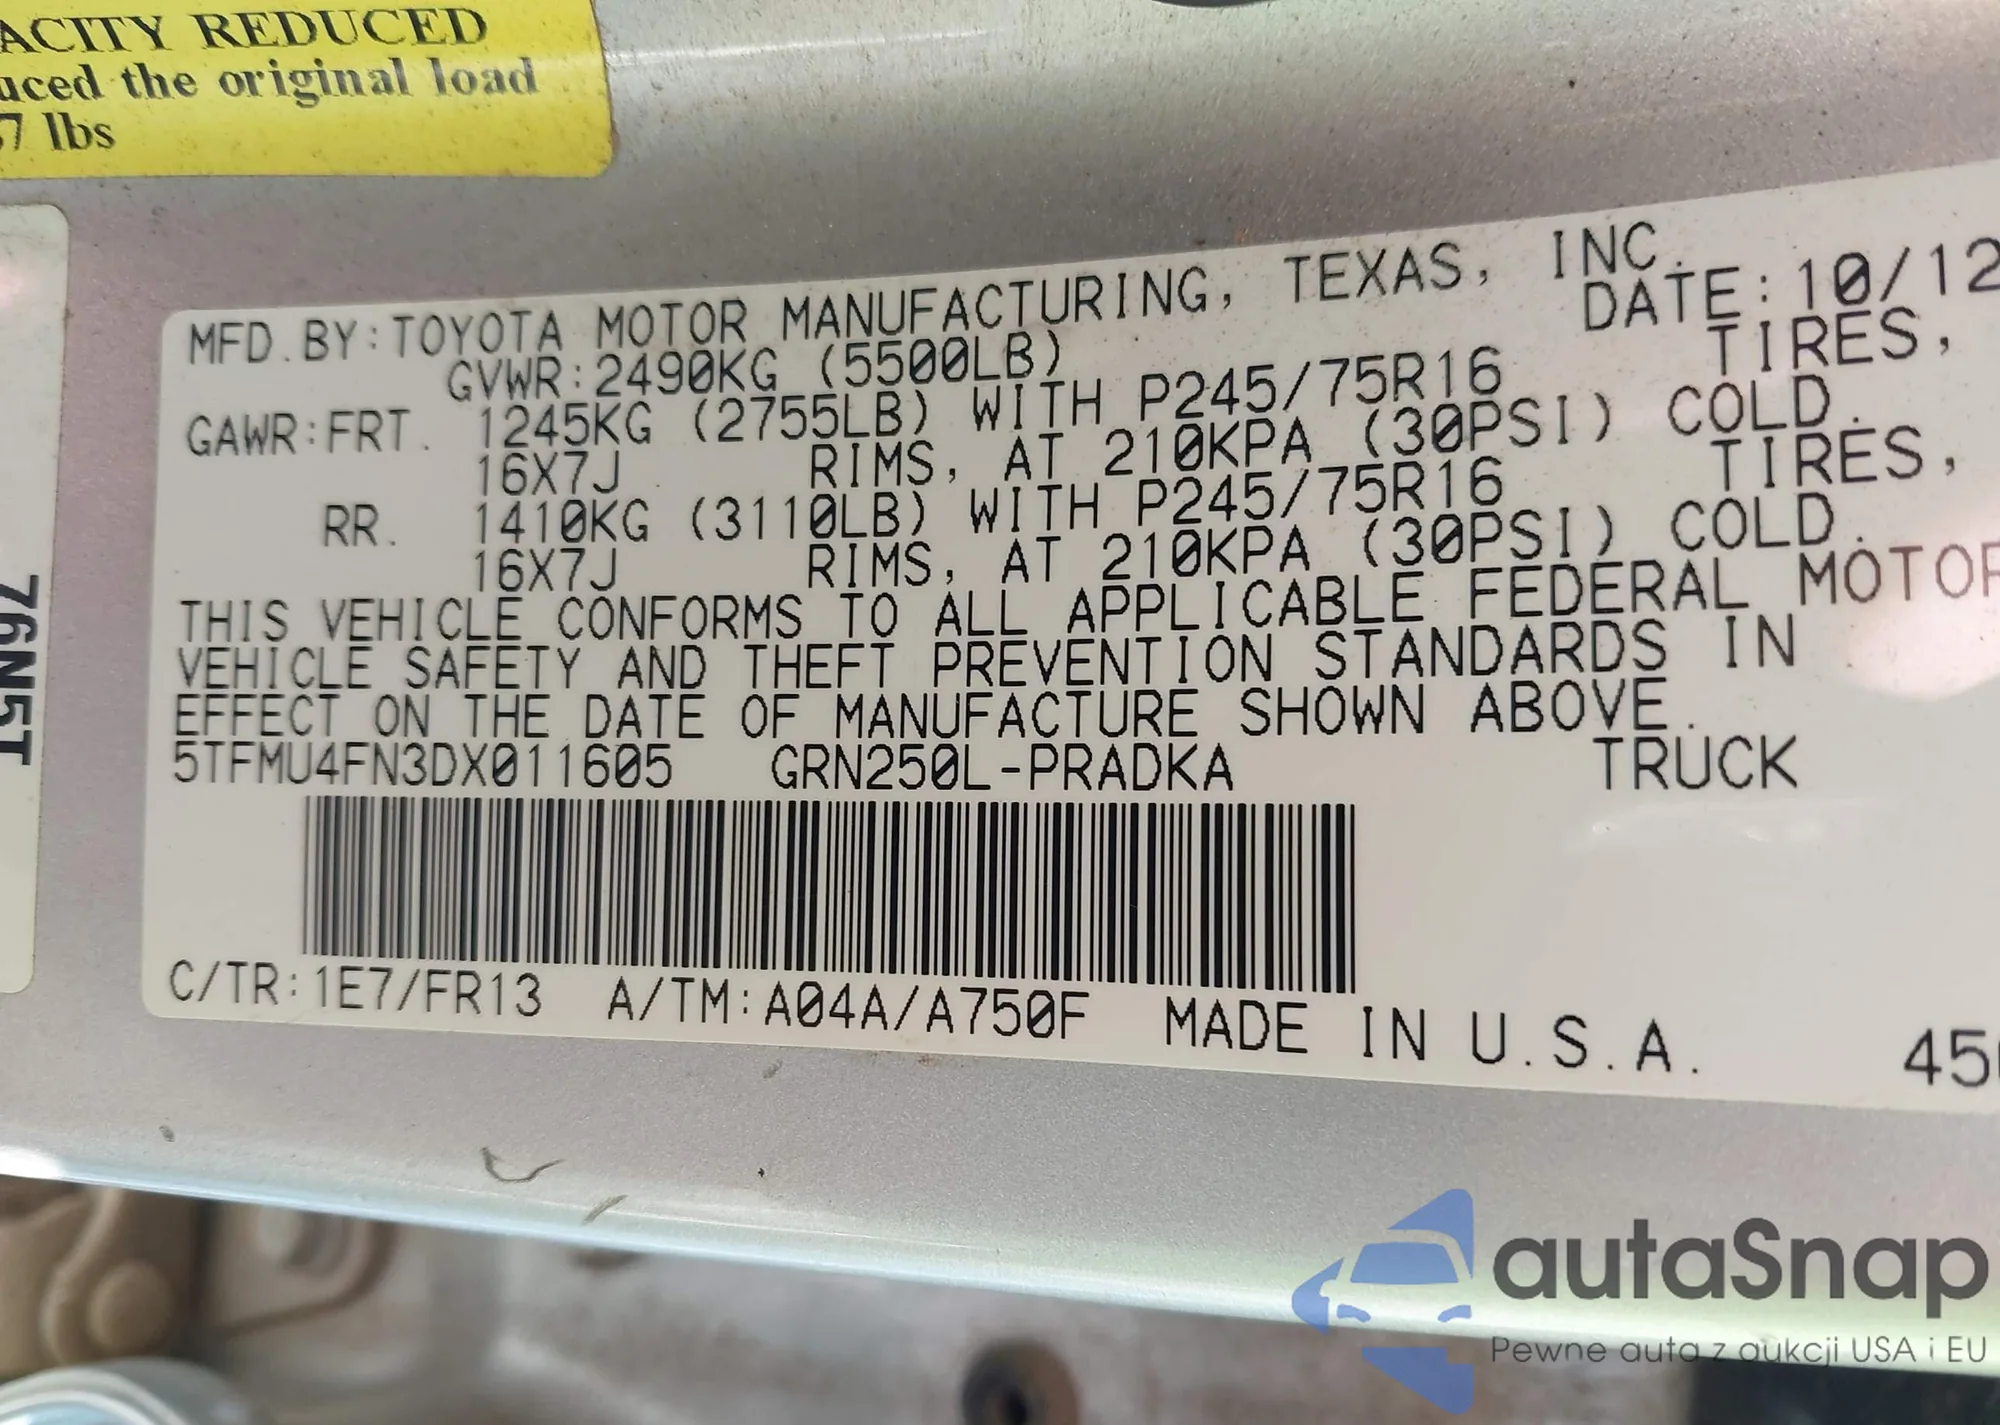 ACITY REDUCED
uced the original load
7 lbs
76N5T
MFD.BY:TOYOTA MOTOR MANUFACTURING, TEXAS, INC.
GVWR:2490KG (5500LB) DATE:10/12
GAWR:FRT. 1245KG (2755LB) WITH P245/75R16 TIRES,
16X7J RIMS, AT 210KPA (30PSI) COLD.
RR. 1410KG (3110LB) WITH P245/75R16 TIRES,
16X7J RIMS, AT 210KPA (30PSI) COLD.
THIS VEHICLE CONFORMS TO ALL APPLICABLE FEDERAL MOTOR
VEHICLE SAFETY AND THEFT PREVENTION STANDARDS IN
EFFECT ON THE DATE OF MANUFACTURE SHOWN ABOVE.
5TFMU4FN3DX011605 GRN250L-PRADKA TRUCK
C/TR:1E7/FR13 A/TM:A04A/A750F MADE IN U.S.A. 45
autaSnap
Pewne auta z aukcji USA i EU